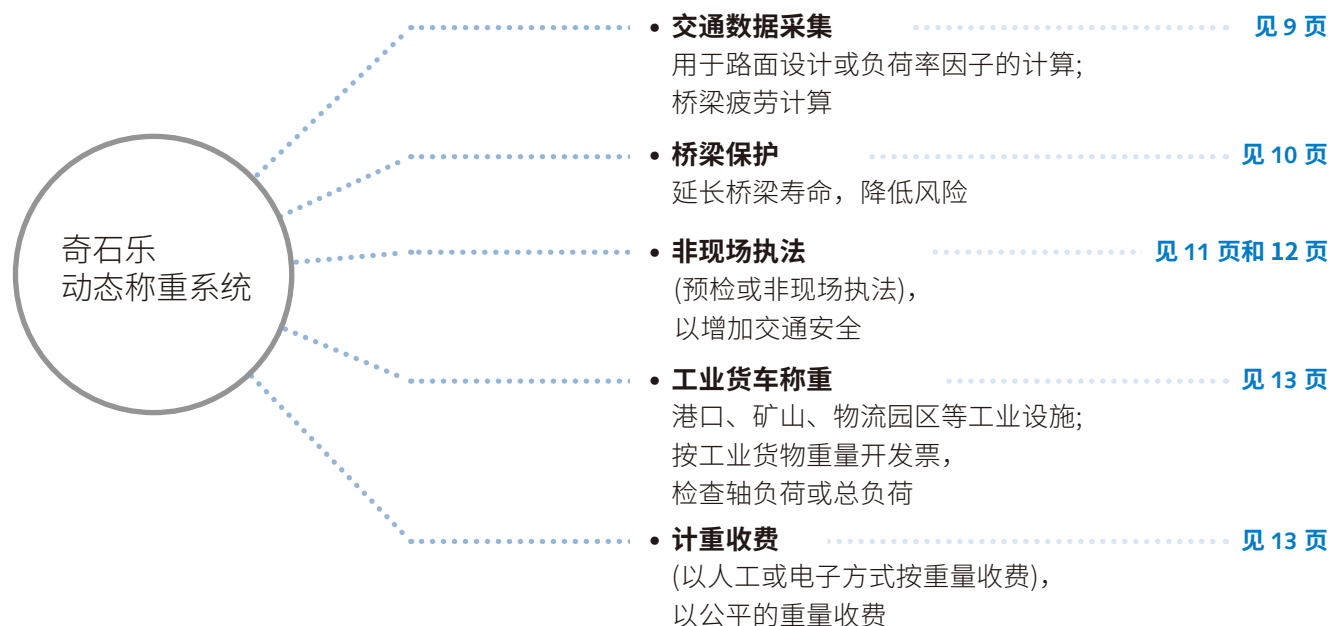 奇石乐
动态称重系统
• 交通数据采集 见 9 页
用于路面设计或负荷率因子的计算;
桥梁疲劳计算
• 桥梁保护 见 10 页
延长桥梁寿命，降低风险
• 非现场执法 见 11 页和 12 页
(预检或非现场执法)，
以增加交通安全
• 工业货车称重 见 13 页
港口、矿山、物流园区等工业设施;
按工业货物重量开发票，
检查轴负荷或总负荷
• 计重收费 见 13 页
(以人工或电子方式按重量收费)，
以公平的重量收费